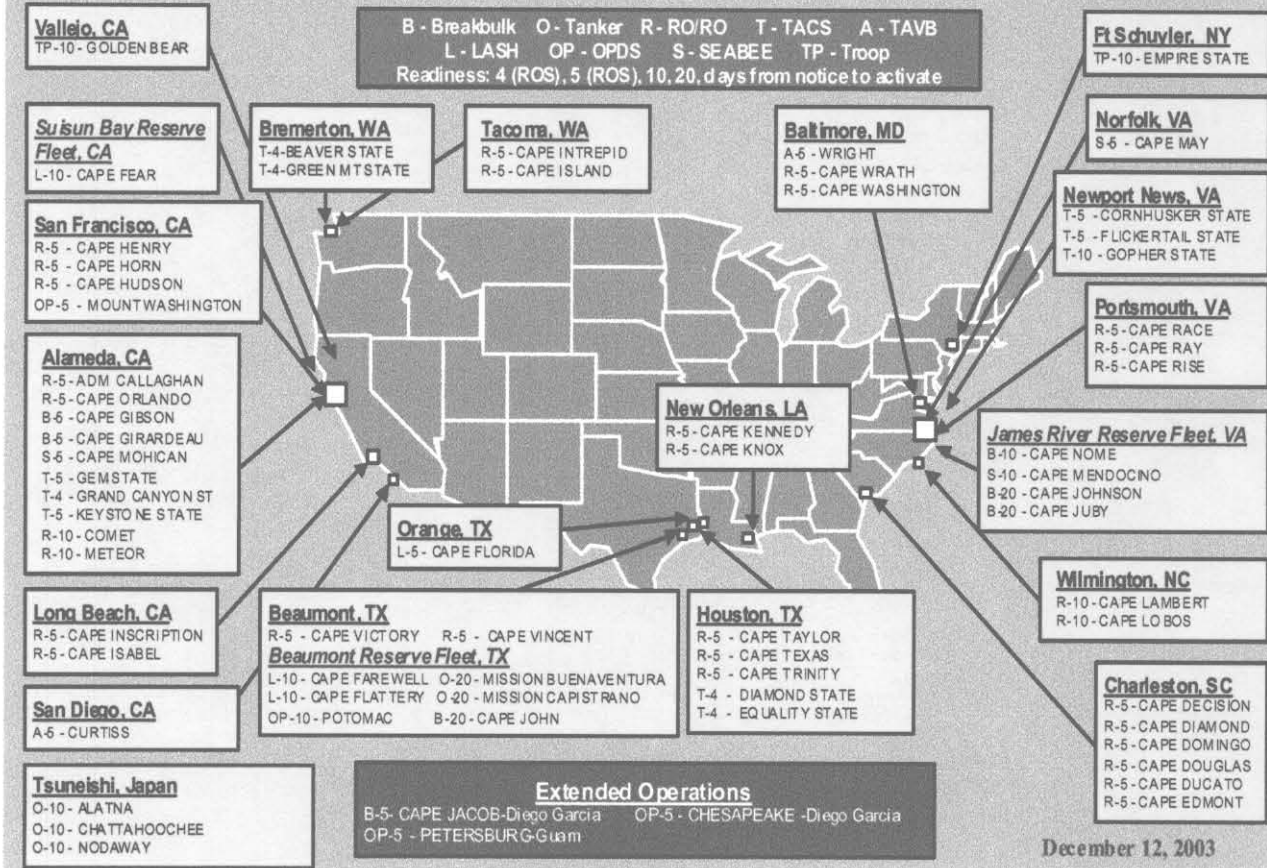 B - Breakbulk O - Tanker R - RO/RO T - TACS A - TAVB
L - LASH OP - OPDS S - SEABEE TP - Troop
Readiness: 4 (ROS), 5 (ROS), 10, 20, days from notice to activate
Vallejo, CA
TP-10 - GOLDEN BEAR
Suisun Bay Reserve
Fleet, CA
L-10 - CAPE FEAR
San Francisco, CA
R-5 - CAPE HENRY
R-5 - CAPE HORN
R-5 - CAPE HUDSON
OP-5 - MOUNT WASHINGTON
Alameda, CA
R-5 - ADM CALLAGHAN
R-5 - CAPE ORLANDO
B-5 - CAPE GIBSON
B-5 - CAPE GIRARDEAU
S-5 - CAPE MOHICAN
T-5 - GEM STATE
T-4 - GRAND CANYON ST
T-5 - KEYSTONE STATE
R-10 - COMET
R-10 - METEOR
Long Beach, CA
R-5 - CAPE INSCRIPTION
R-5 - CAPE ISABEL
San Diego, CA
A-5 - CURTISS
Tsuneishi, Japan
O-10 - ALATNA
O-10 - CHATTAHOOCHEE
O-10 - NODAWAY
Bremerton, WA
T-4-BEAVER STATE
T-4-GREEN MT STATE
Tacoma, WA
R-5 - CAPE INTREPID
R-5 - CAPE ISLAND
Baltimore, MD
A-5 - WRIGHT
R-5 - CAPE WRATH
R-5 - CAPE WASHINGTON
New Orleans, LA
R-5 - CAPE KENNEDY
R-5 - CAPE KNOX
Orange, TX
L-5 - CAPE FLORIDA
Beaumont, TX
R-5 - CAPE VICTORY R-5 - CAPE VINCENT
Beaumont Reserve Fleet, TX
L-10 - CAPE FAREWELL O-20 - MISSION BUENAVENTURA
L-10 - CAPE FLATTERY O-20 - MISSION CAPISTRANO
OP-10 - POTOMAC B-20 - CAPE JOHN
Houston, TX
R-5 - CAPE TAYLOR
R-5 - CAPE TEXAS
R-5 - CAPE TRINITY
T-4 - DIAMOND STATE
T-4 - EQUALITY STATE
Extended Operations
B-5- CAPE JACOB-Diego Garcia OP-5 - CHESAPEAKE -Diego Garcia
OP-5 - PETERSBURG-Guam
Ft Schuyler, NY
TP-10 - EMPIRE STATE
Norfolk, VA
S-5 - CAPE MAY
Newport News, VA
T-5 - CORNHUSKER STATE
T-5 - FLICKERTAIL STATE
T-10 - GOPHER STATE
Portsmouth, VA
R-5 - CAPE RACE
R-5 - CAPE RAY
R-5 - CAPE RISE
James River Reserve Fleet, VA
B-10 - CAPE NOME
S-10 - CAPE MENDOCINO
B-20 - CAPE JOHNSON
B-20 - CAPE JUBY
Wilmington, NC
R-10 - CAPE LAMBERT
R-10 - CAPE LOBOS
Charleston, SC
R-5 - CAPE DECISION
R-5 - CAPE DIAMOND
R-5 - CAPE DOMINGO
R-5 - CAPE DOUGLAS
R-5 - CAPE DUCATO
R-5 - CAPE EDMONT
December 12, 2003